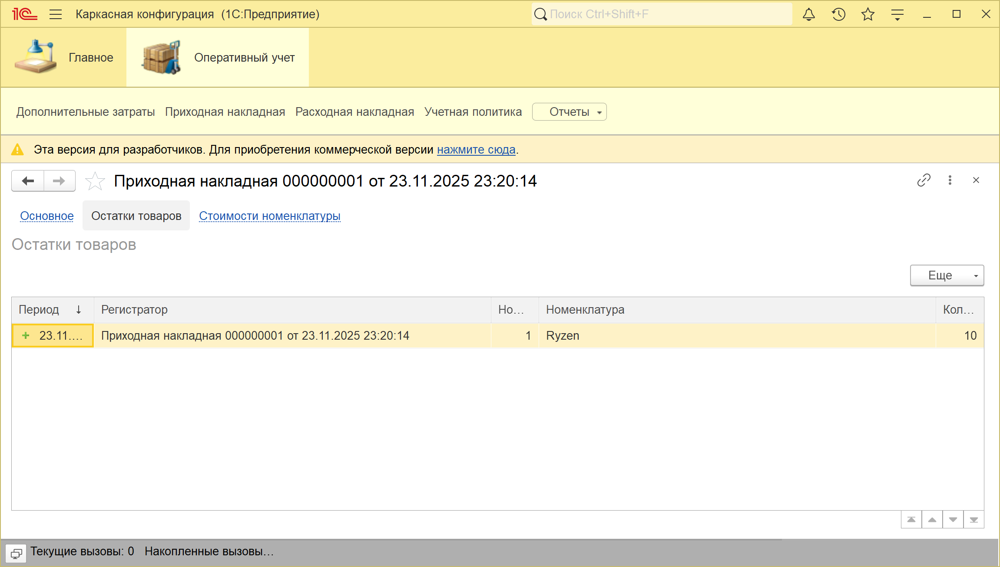 1С Каркасная конфигурация (1С:Предприятие) Поиск Ctrl+Shift+F
Главное Оперативный учет
Дополнительные затраты Приходная накладная Расходная накладная Учетная политика Отчеты
Эта версия для разработчиков. Для приобретения коммерческой версии нажмите сюда.
Приходная накладная 000000001 от 23.11.2025 23:20:14
Основное Остатки товаров Стоимости номенклатуры
Остатки товаров
Еще
Период ↓ Регистратор Но... Номенклатура Кол...
23.11.... Приходная накладная 000000001 от 23.11.2025 23:20:14 1 Ryzen 10
Текущие вызовы: 0 Накопленные вызовы...